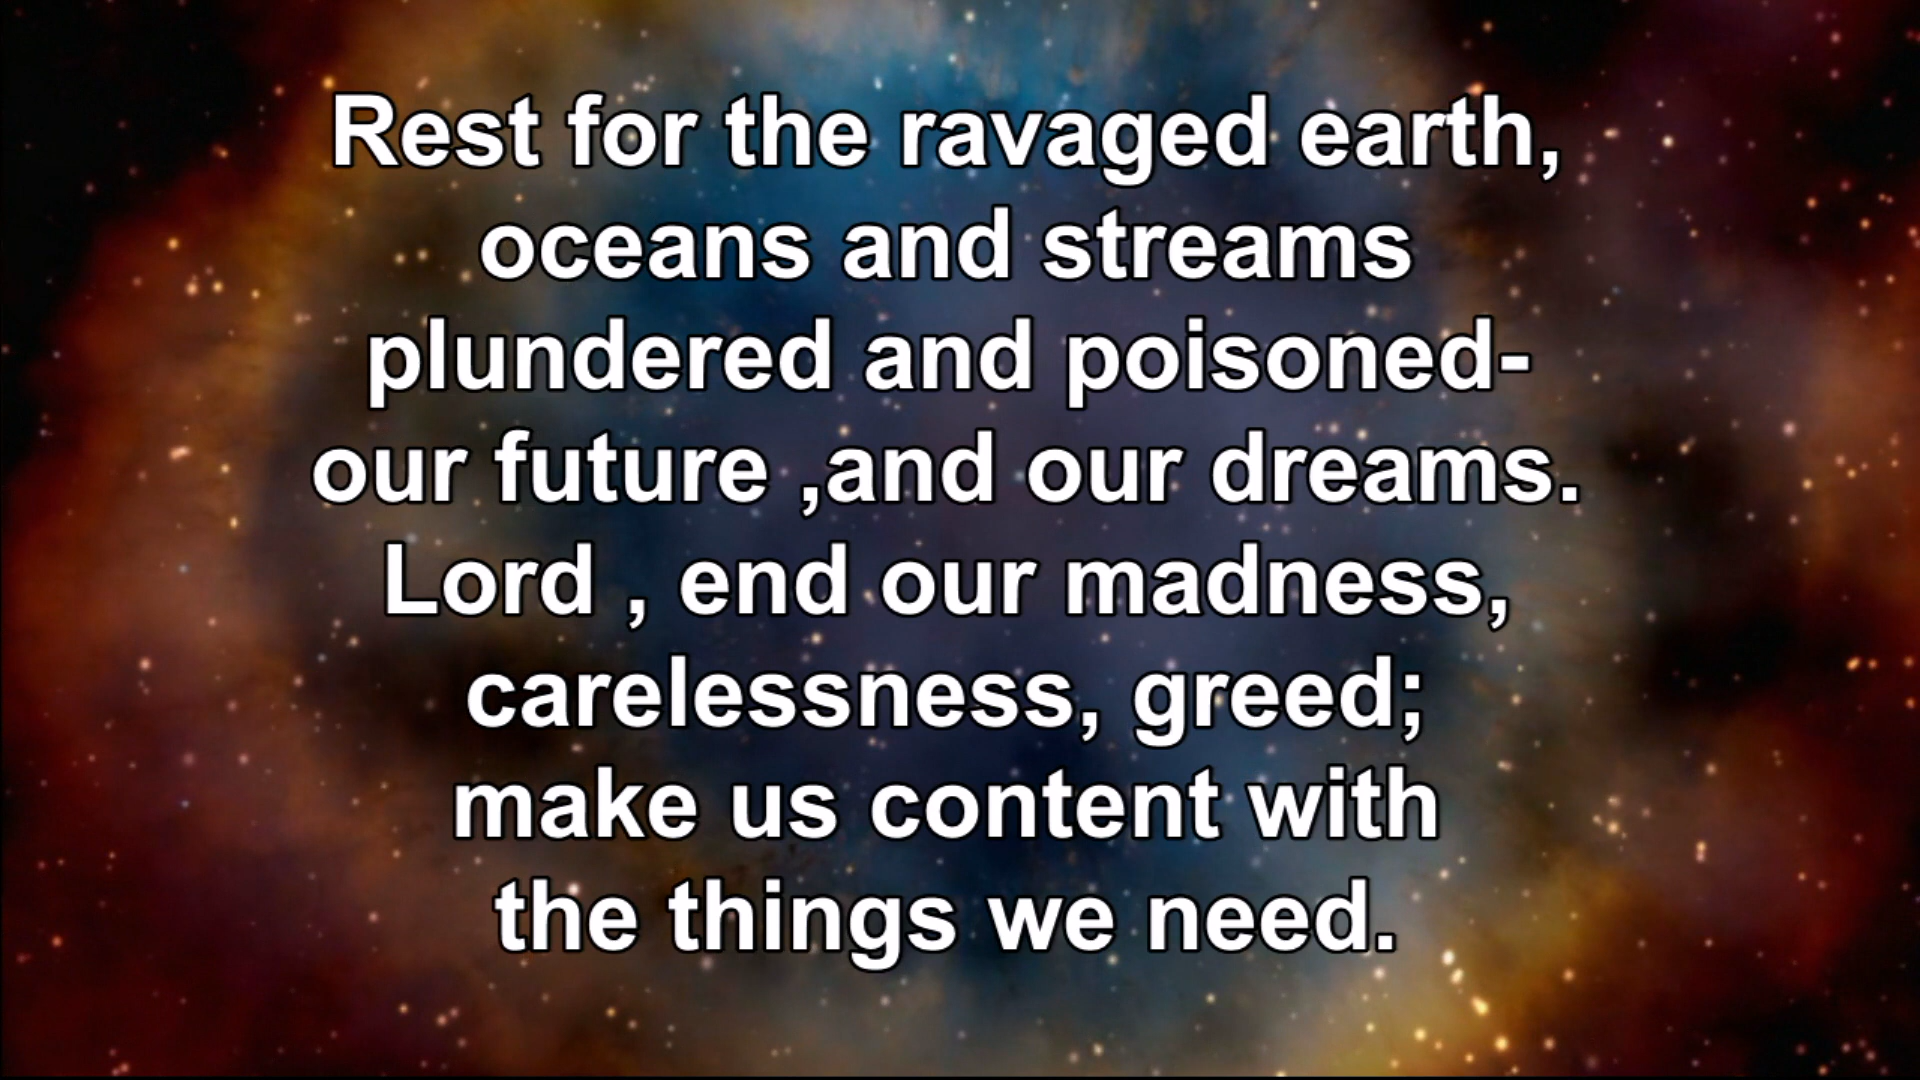 Rest for the ravaged earth,
oceans and streams
plundered and poisoned-
our future ,and our dreams.
Lord , end our madness,
carelessness, greed;
make us content with
the things we need.